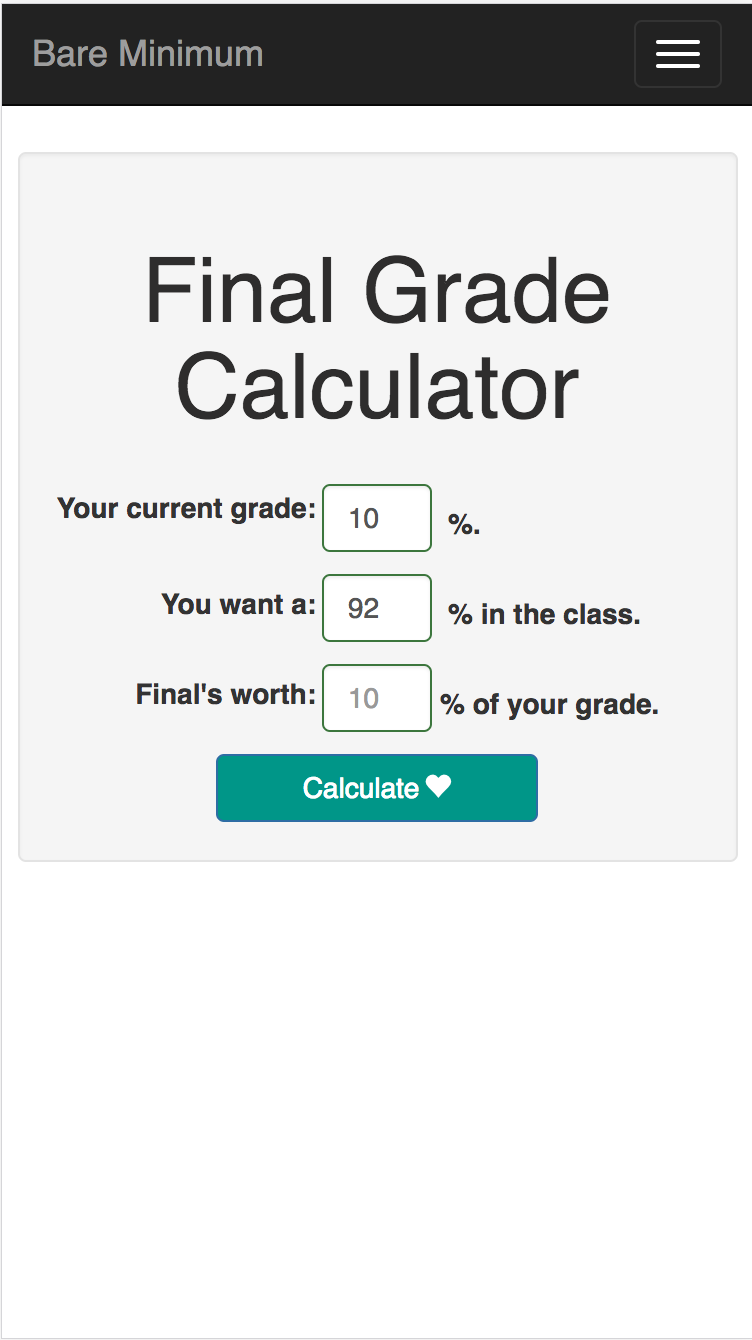 Bare Minimum
Final Grade
Calculator
Your current grade: 10 %.
You want a: 92 % in the class.
Final's worth: 10 % of your grade.
Calculate